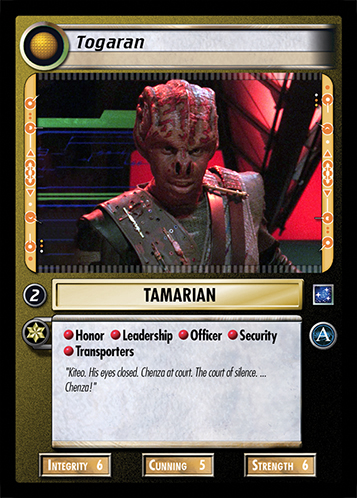 Togaran
2
TAMARIAN
A
Honor Leadership Officer Security
Transporters
"Kiteo. His eyes closed. Chenza at court. The court of silence. ...
Chenza!"
INTEGRITY 6 CUNNING 5 STRENGTH 6